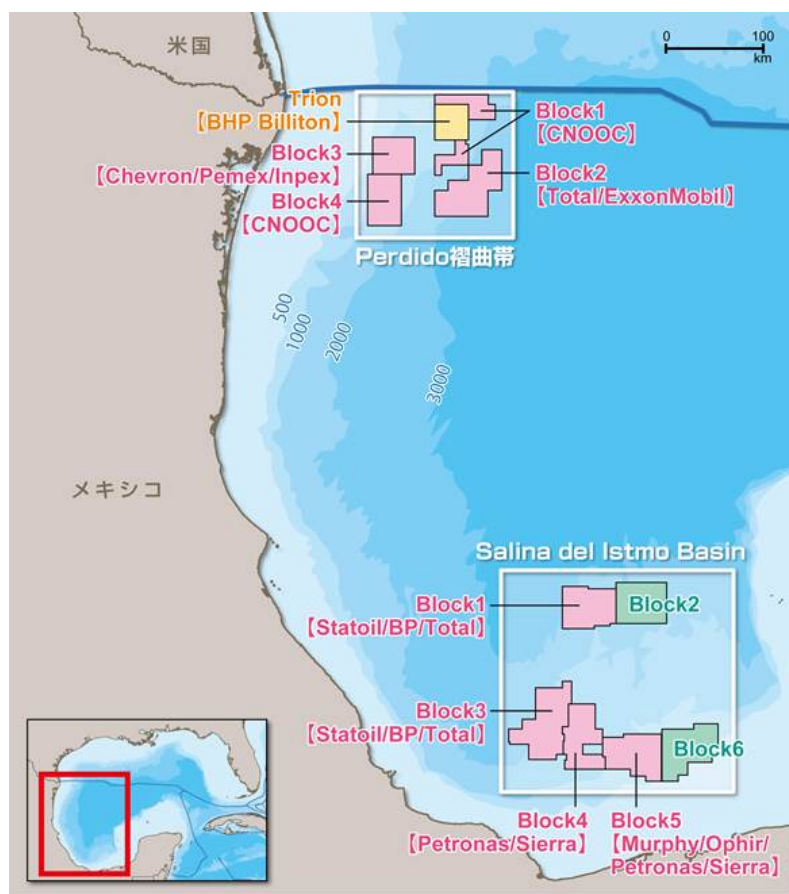 米国
0 100
km
Trion
【BHP Billiton】
Block1
【CNOOC】
Block3
【Chevron/Pemex/Inpex】
Block2
【Total/ExxonMobil】
Block4
【CNOOC】
Perdido褶曲帯
500
1000
2000
3000
メキシコ
Salina del Istmo Basin
Block1
【Statoil/BP/Total】
Block2
Block3
【Statoil/BP/Total】
Block6
Block4
【Petronas/Sierra】
Block5
【Murphy/Ophir/
Petronas/Sierra】